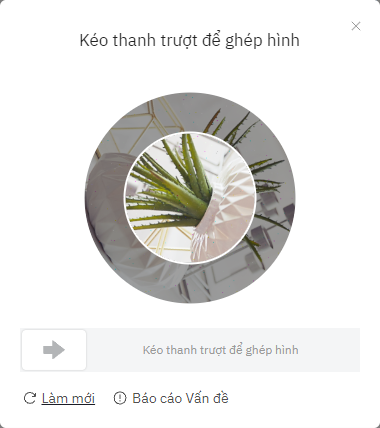 Kéo thanh trượt để ghép hình
Kéo thanh trượt để ghép hình
Làm mới
Báo cáo Vấn đề